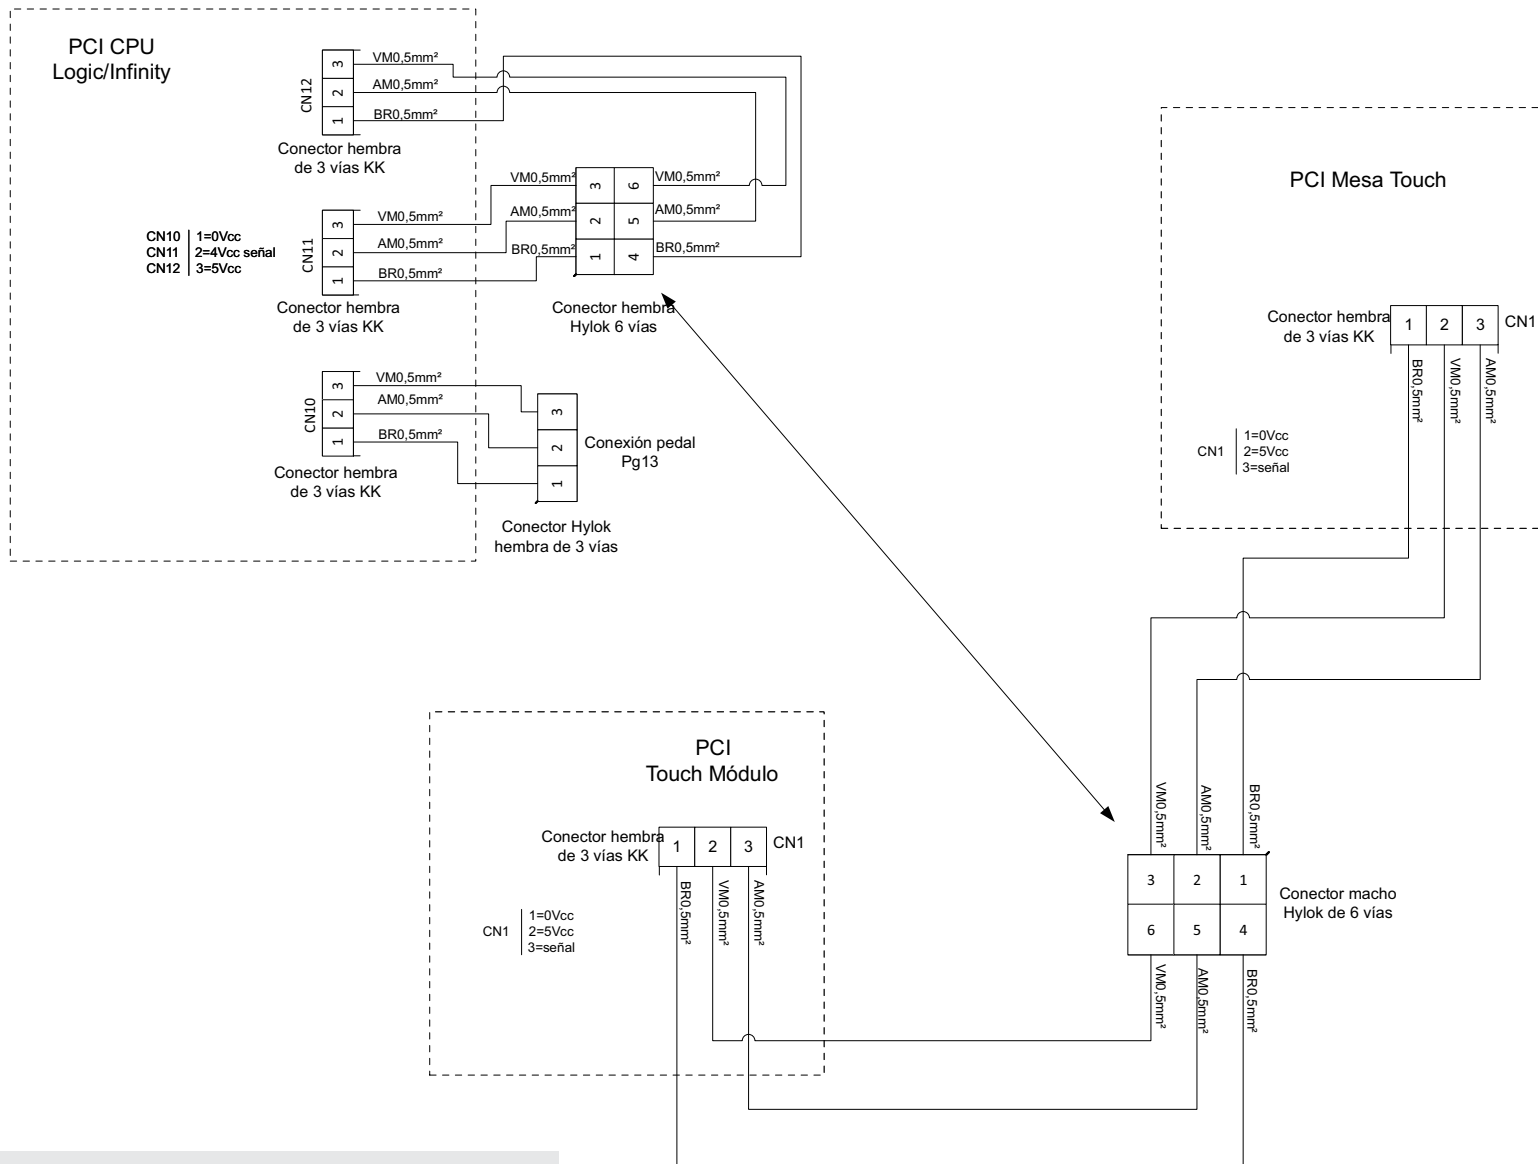 PCI CPU
Logic/Infinity
CN12
3
2
1
VM0,5mm²
AM0,5mm²
BR0,5mm²
Conector hembra
de 3 vías KK
CN10
CN11
CN12
1=0Vcc
2=4Vcc señal
3=5Vcc
CN11
3
2
1
VM0,5mm²
AM0,5mm²
BR0,5mm²
Conector hembra
de 3 vías KK
VM0,5mm²
AM0,5mm²
BR0,5mm²
3 6
2 5
1 4
VM0,5mm²
AM0,5mm²
BR0,5mm²
Conector hembra
Hylok 6 vías
CN10
3
2
1
VM0,5mm²
AM0,5mm²
BR0,5mm²
Conector hembra
de 3 vías KK
3
2
1
Conexión pedal
Pg13
Conector Hylok
hembra de 3 vías
PCI Mesa Touch
Conector hembra
de 3 vías KK
1 2 3
CN1
BR0,5mm²
VM0,5mm²
AM0,5mm²
CN1
1=0Vcc
2=5Vcc
3=señal
PCI
Touch Módulo
Conector hembra
de 3 vías KK
1 2 3
CN1
BR0,5mm²
VM0,5mm²
AM0,5mm²
CN1
1=0Vcc
2=5Vcc
3=señal
VM0,5mm²
AM0,5mm²
BR0,5mm²
3 2 1
6 5 4
Conector macho
Hylok de 6 vías
VM0,5mm²
AM0,5mm²
BR0,5mm²